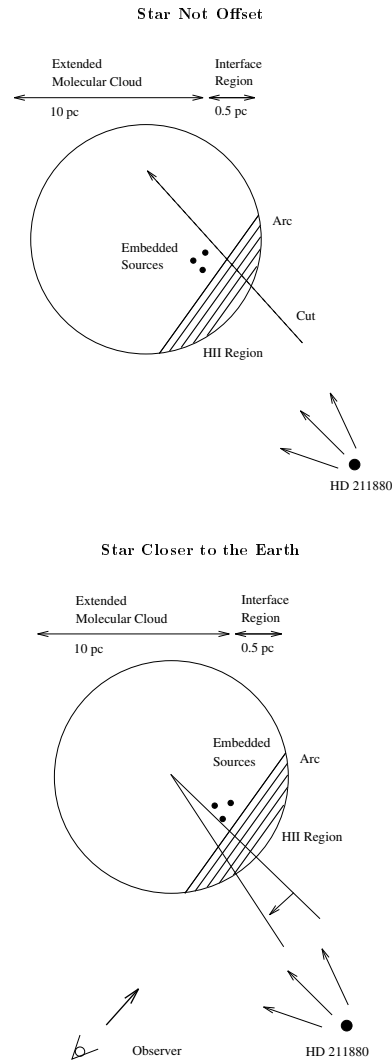 Star Not Offset
Extended
Molecular Cloud
Interface
Region
10 pc
0.5 pc
Arc
Embedded
Sources
Cut
HII Region
HD 211880
Star Closer to the Earth
Extended
Molecular Cloud
Interface
Region
10 pc
0.5 pc
Embedded
Sources
Arc
HII Region
Observer
HD 211880